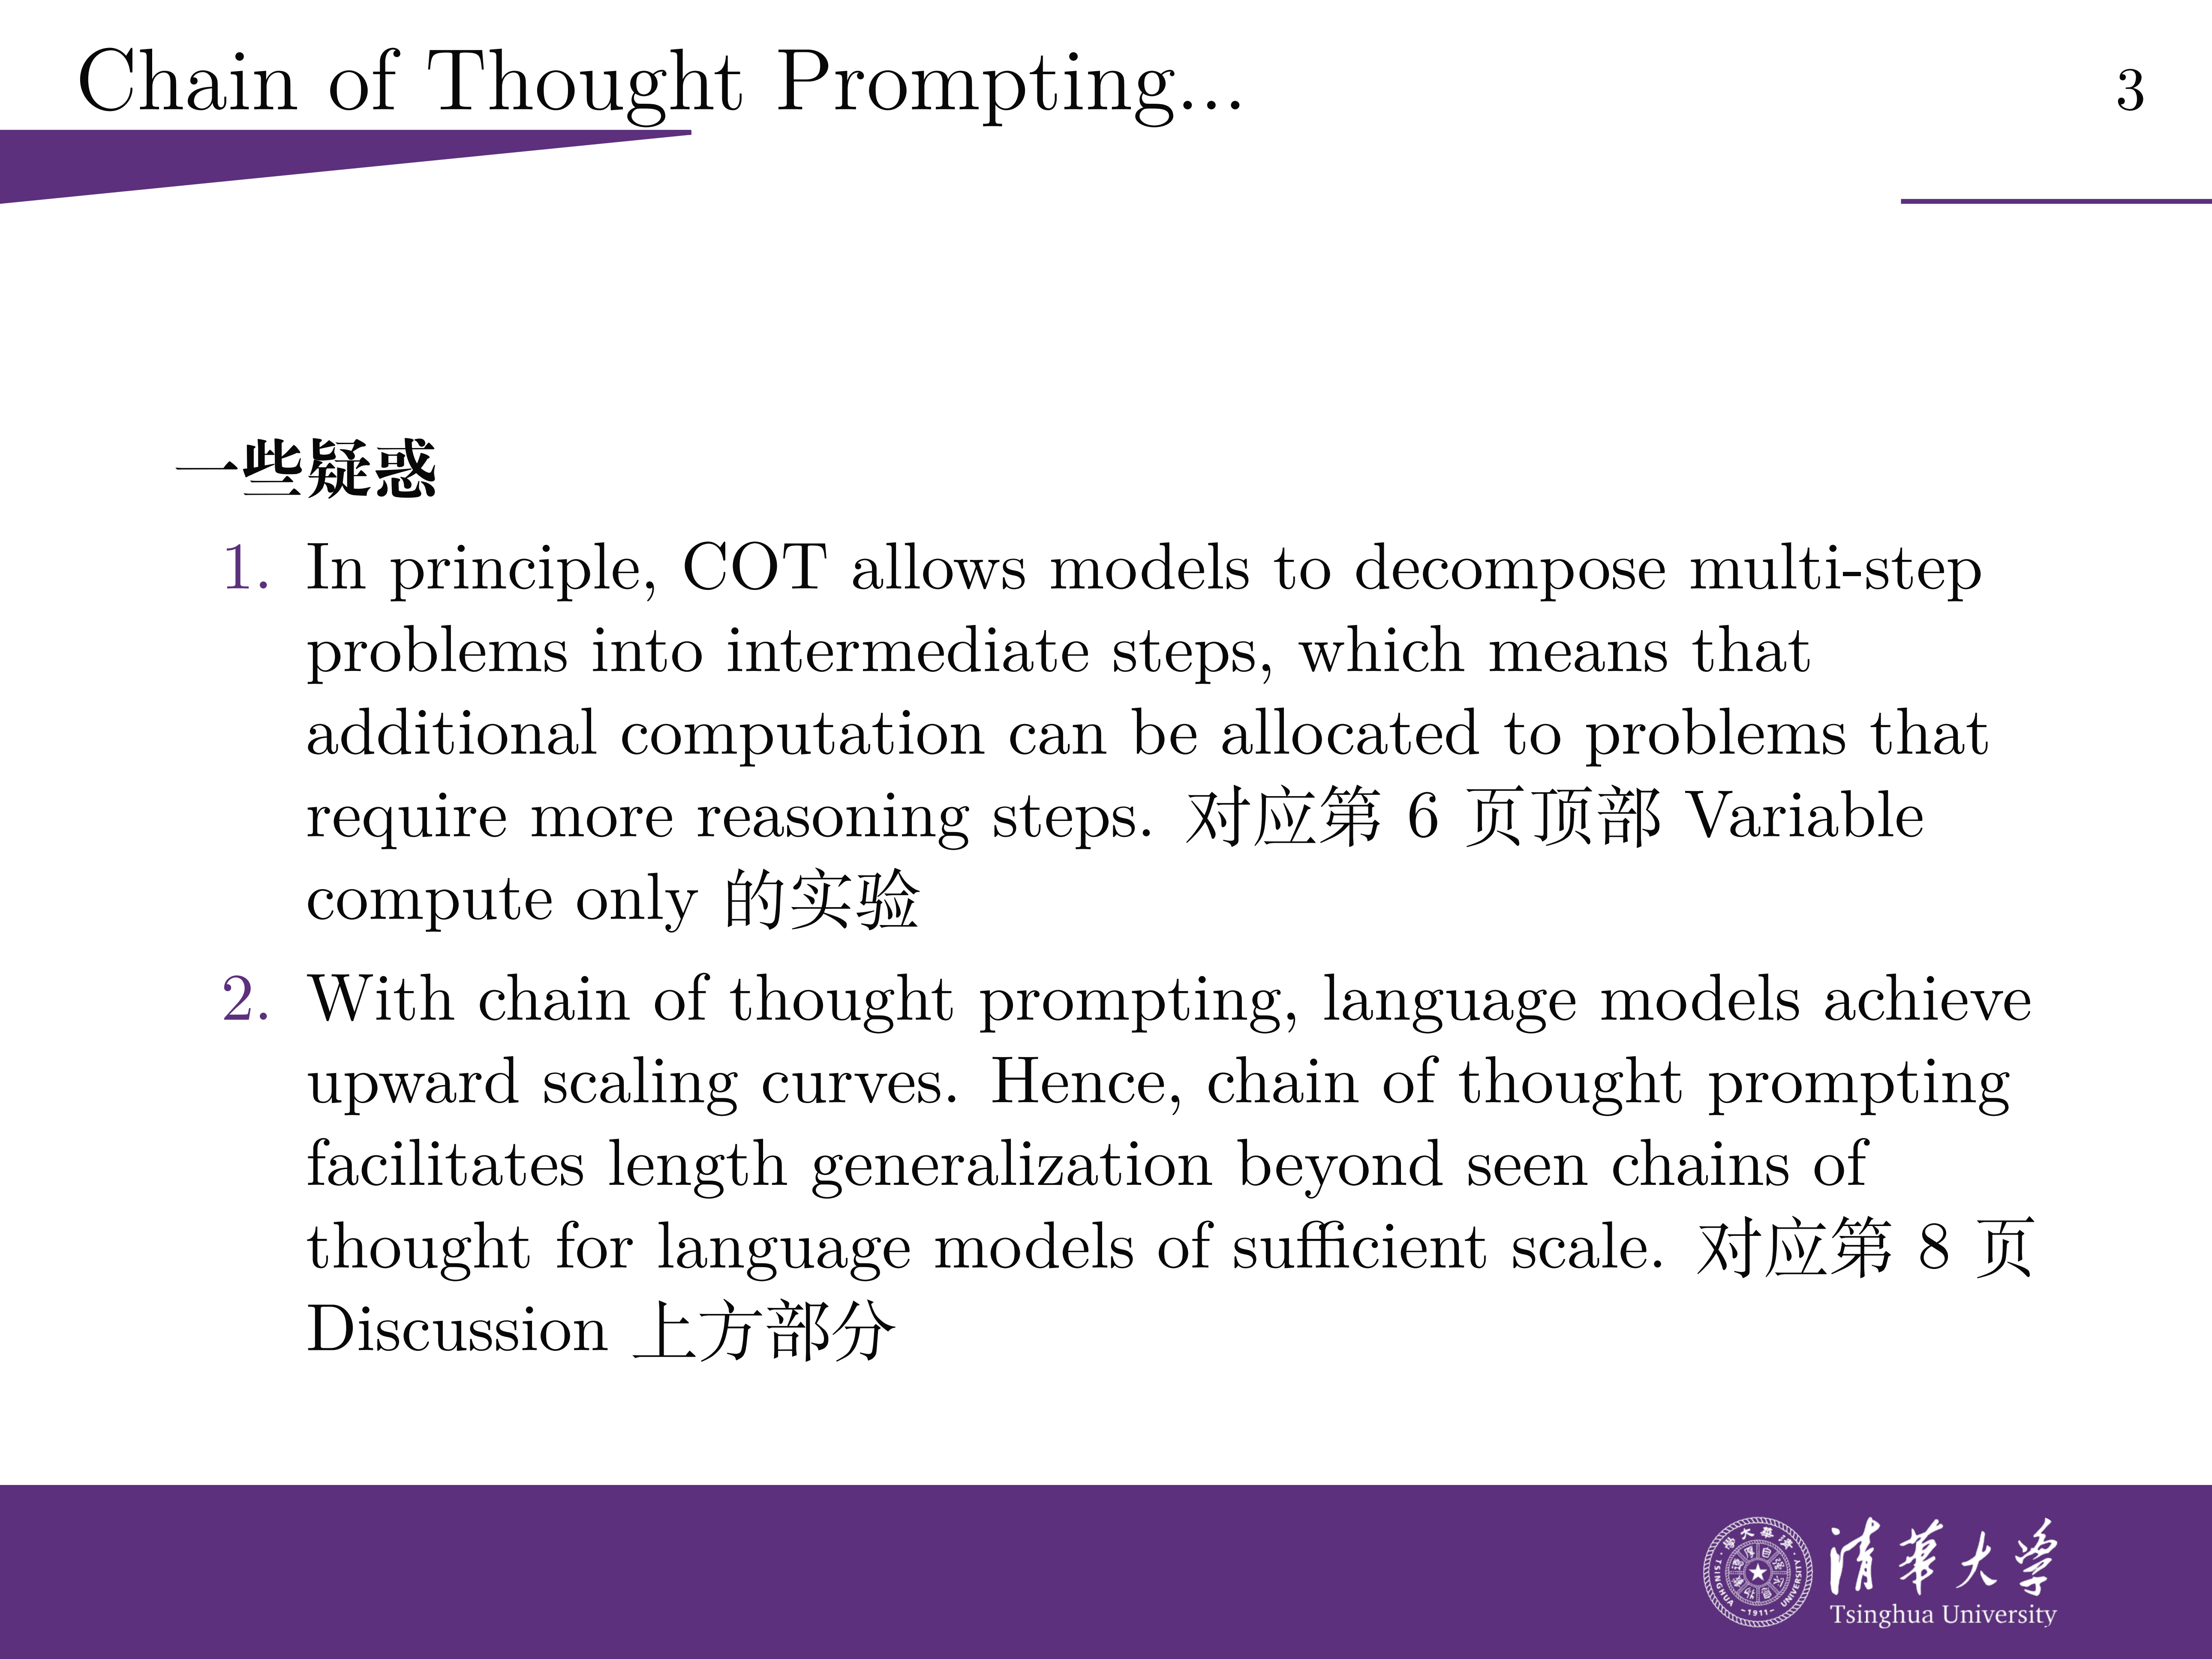 Chain of Thought Prompting...
3
一些疑惑
1. In principle, COT allows models to decompose multi-step
problems into intermediate steps, which means that
additional computation can be allocated to problems that
require more reasoning steps. 对应第 6 页顶部 Variable
compute only 的实验
2. With chain of thought prompting, language models achieve
upward scaling curves. Hence, chain of thought prompting
facilitates length generalization beyond seen chains of
thought for language models of sufficient scale. 对应第 8 页
Discussion 上方部分
清華大学
Tsinghua University
TSINGHUA UNIVERSITY
1911